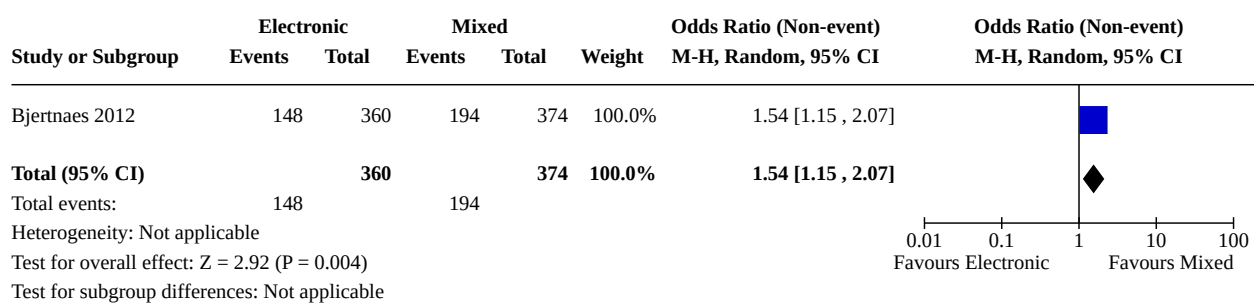 Electronic Mixed Odds Ratio (Non-event) Odds Ratio (Non-event)
Study or Subgroup Events Total Events Total Weight M-H, Random, 95% CI M-H, Random, 95% CI
Bjertnaes 2012 148 360 194 374 100.0% 1.54 [1.15 , 2.07]
Total (95% CI) 360 374 100.0% 1.54 [1.15 , 2.07]
Total events: 148 194
Heterogeneity: Not applicable
0.01 0.1 1 10 100
Test for overall effect: Z = 2.92 (P = 0.004)
Favours Electronic Favours Mixed
Test for subgroup differences: Not applicable